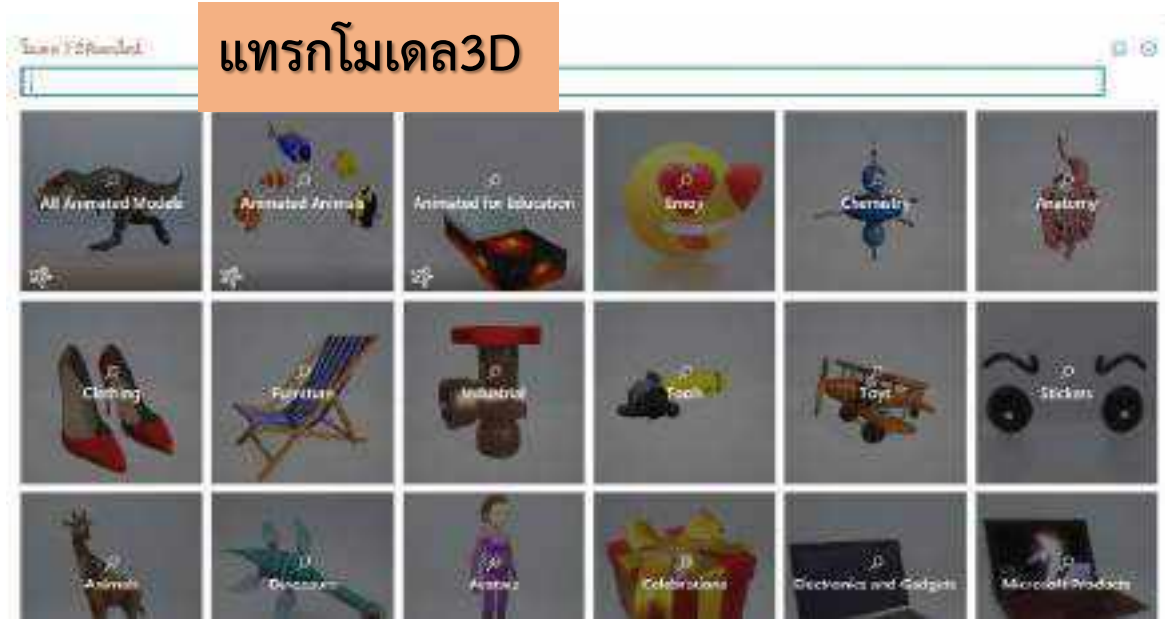 แทรกโมเดล3D
All Animated Models
Animated Animals
Animated for Education
Emoji
Chemistry
Anatomy
Clothing
Furniture
Industrial
Tools
Toys
Stickers
Animals
Dinosaurs
Avatars
Celebrations
Electronics and Gadgets
Microsoft Products